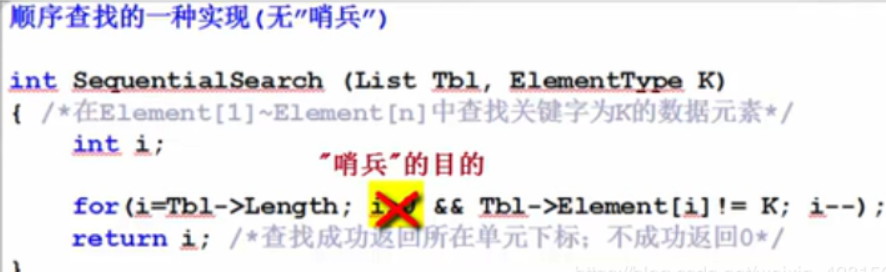 顺序查找的一种实现(无"哨兵")
int SequentialSearch (List Tbl, ElementType K)
{ /*在Element[1]~Element[n]中查找关键字为K的数据元素*/
int i;
"哨兵"的目的
for(i=Tbl->Length; && Tbl->Element[i]!= K; i--);
return i; /*查找成功返回所在单元下标；不成功返回0*/
}